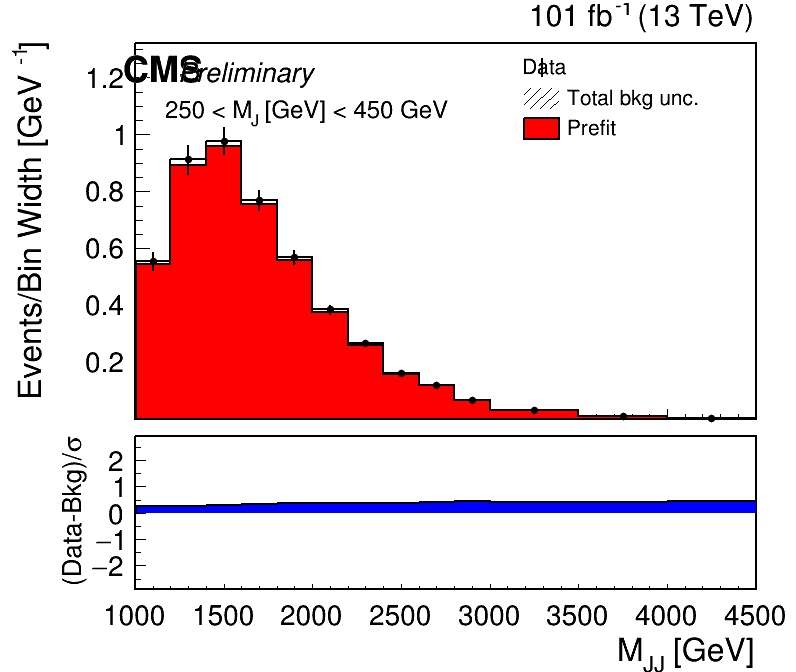 101 fb-1 (13 TeV)
Events/Bin Width [GeV-1]
CMS Preliminary
250 < MJ [GeV] < 450 GeV
Data
Total bkg unc.
Prefit
1.2
1
0.8
0.6
0.4
0.2
(Data-Bkg)/σ
2
1
0
−1
−2
1000 1500 2000 2500 3000 3500 4000 4500
MJJ [GeV]